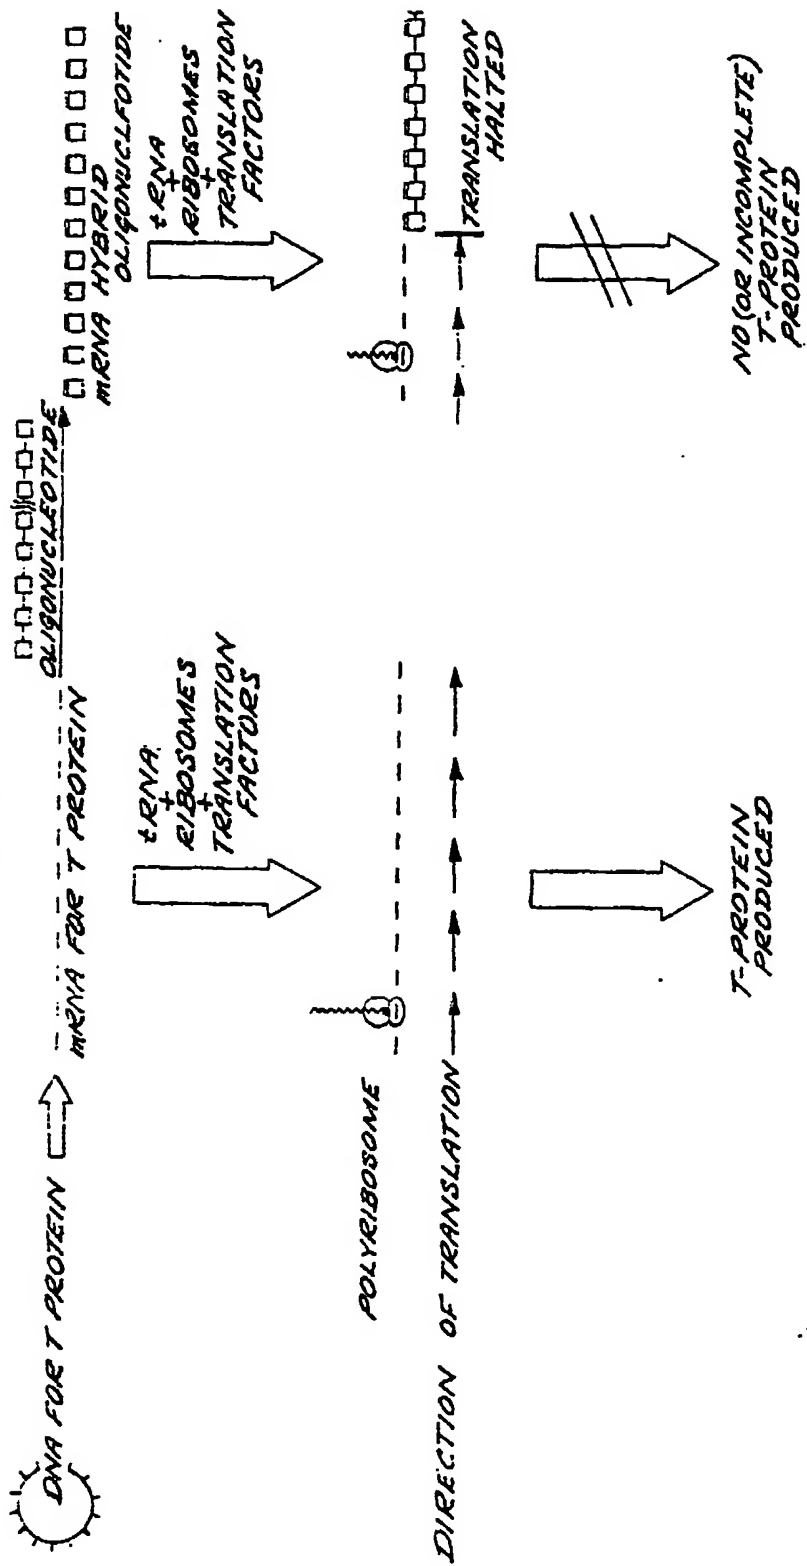 DNA FOR T PROTEIN
mRNA FOR T PROTEIN
OLIGONUCLEOTIDE
mRNA HYBRID
OLIGONUCLEOTIDE
tRNA
+
RIBOSOMES
+
TRANSLATION
FACTORS
tRNA
+
RIBOSOMES
+
TRANSLATION
FACTORS
POLYRIBOSOME
DIRECTION OF TRANSLATION
TRANSLATION
HALTED
T-PROTEIN
PRODUCED
NO (OR INCOMPLETE)
T-PROTEIN
PRODUCED